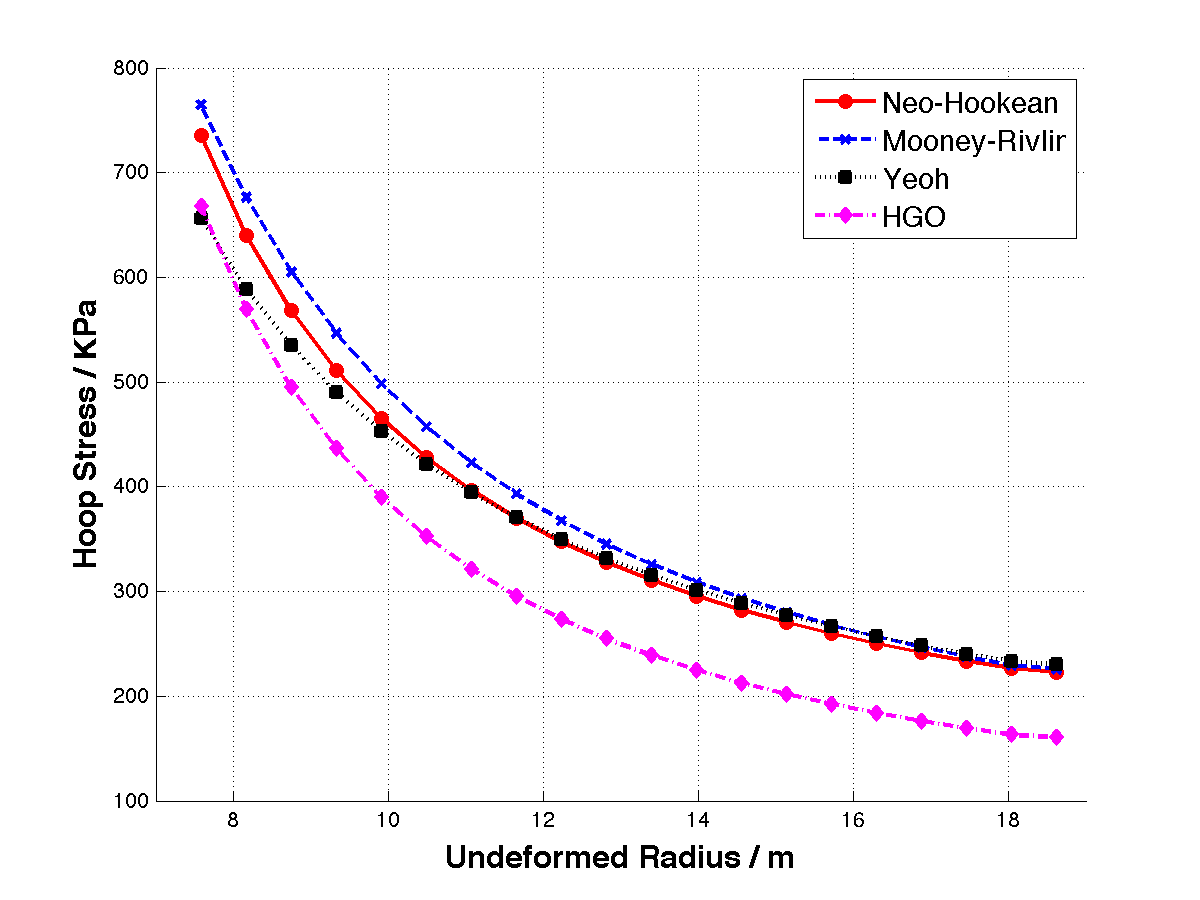 800
700
600
500
400
300
200
100
8 10 12 14 16 18
Hoop Stress / KPa
Undeformed Radius / m
Neo-Hookean
Mooney-Rivlir
Yeoh
HGO